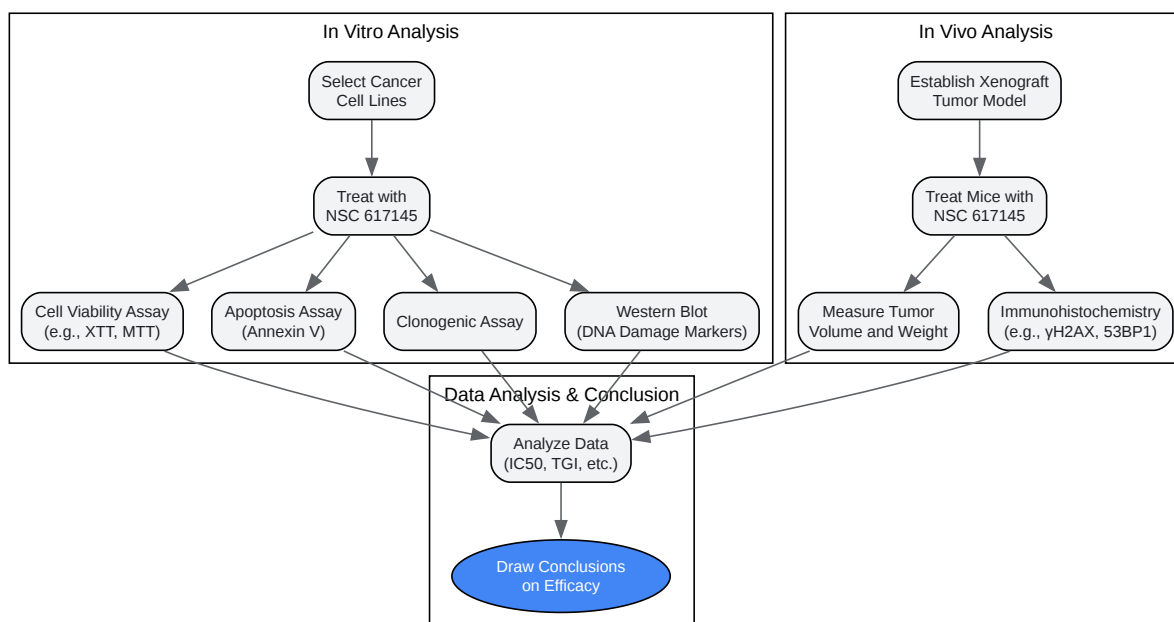 In Vitro Analysis
Select Cancer
Cell Lines
Treat with
NSC 617145
Cell Viability Assay
(e.g., XTT, MTT)
Apoptosis Assay
(Annexin V)
Clonogenic Assay
Western Blot
(DNA Damage Markers)
In Vivo Analysis
Establish Xenograft
Tumor Model
Treat Mice with
NSC 617145
Measure Tumor
Volume and Weight
Immunohistochemistry
(e.g., γH2AX, 53BP1)
Data Analysis & Conclusion
Analyze Data
(IC50, TGI, etc.)
Draw Conclusions
on Efficacy